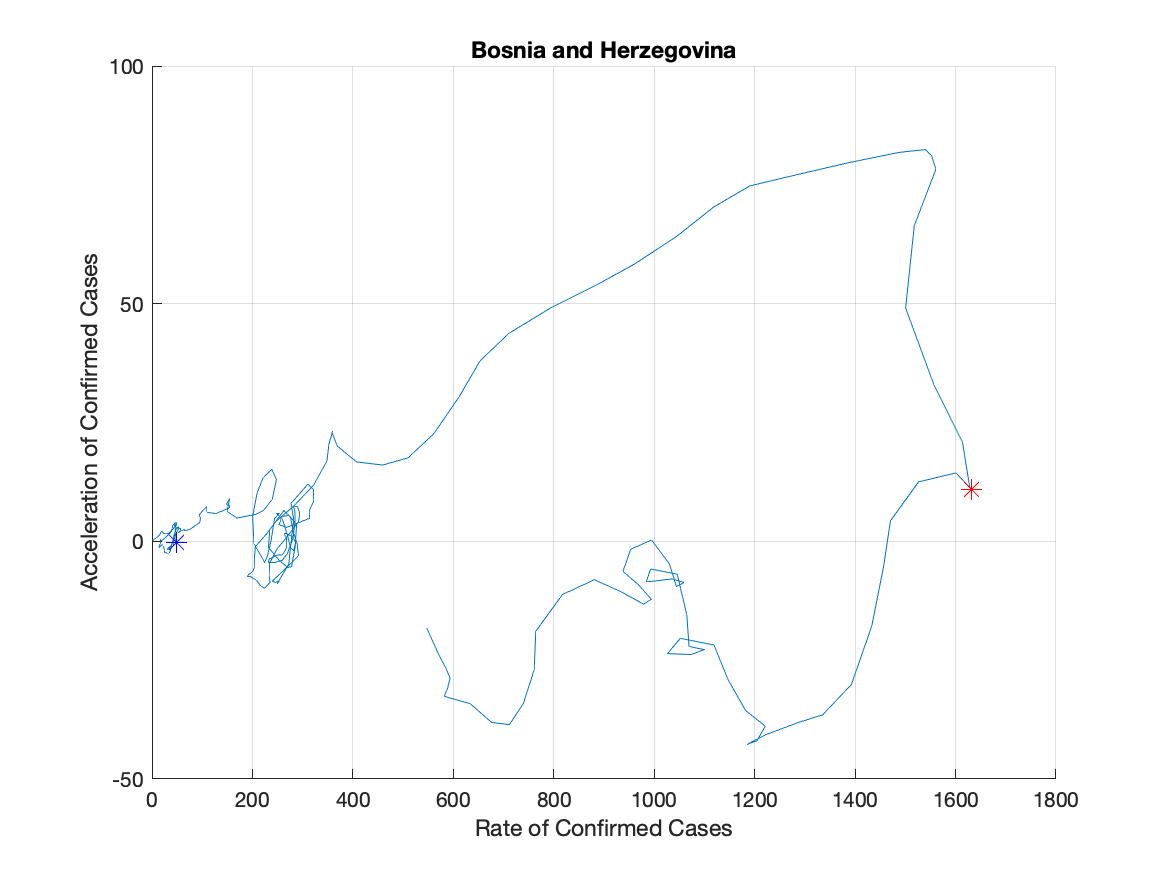 Bosnia and Herzegovina
100
50
0
-50
Acceleration of Confirmed Cases
0 200 400 600 800 1000 1200 1400 1600 1800
Rate of Confirmed Cases